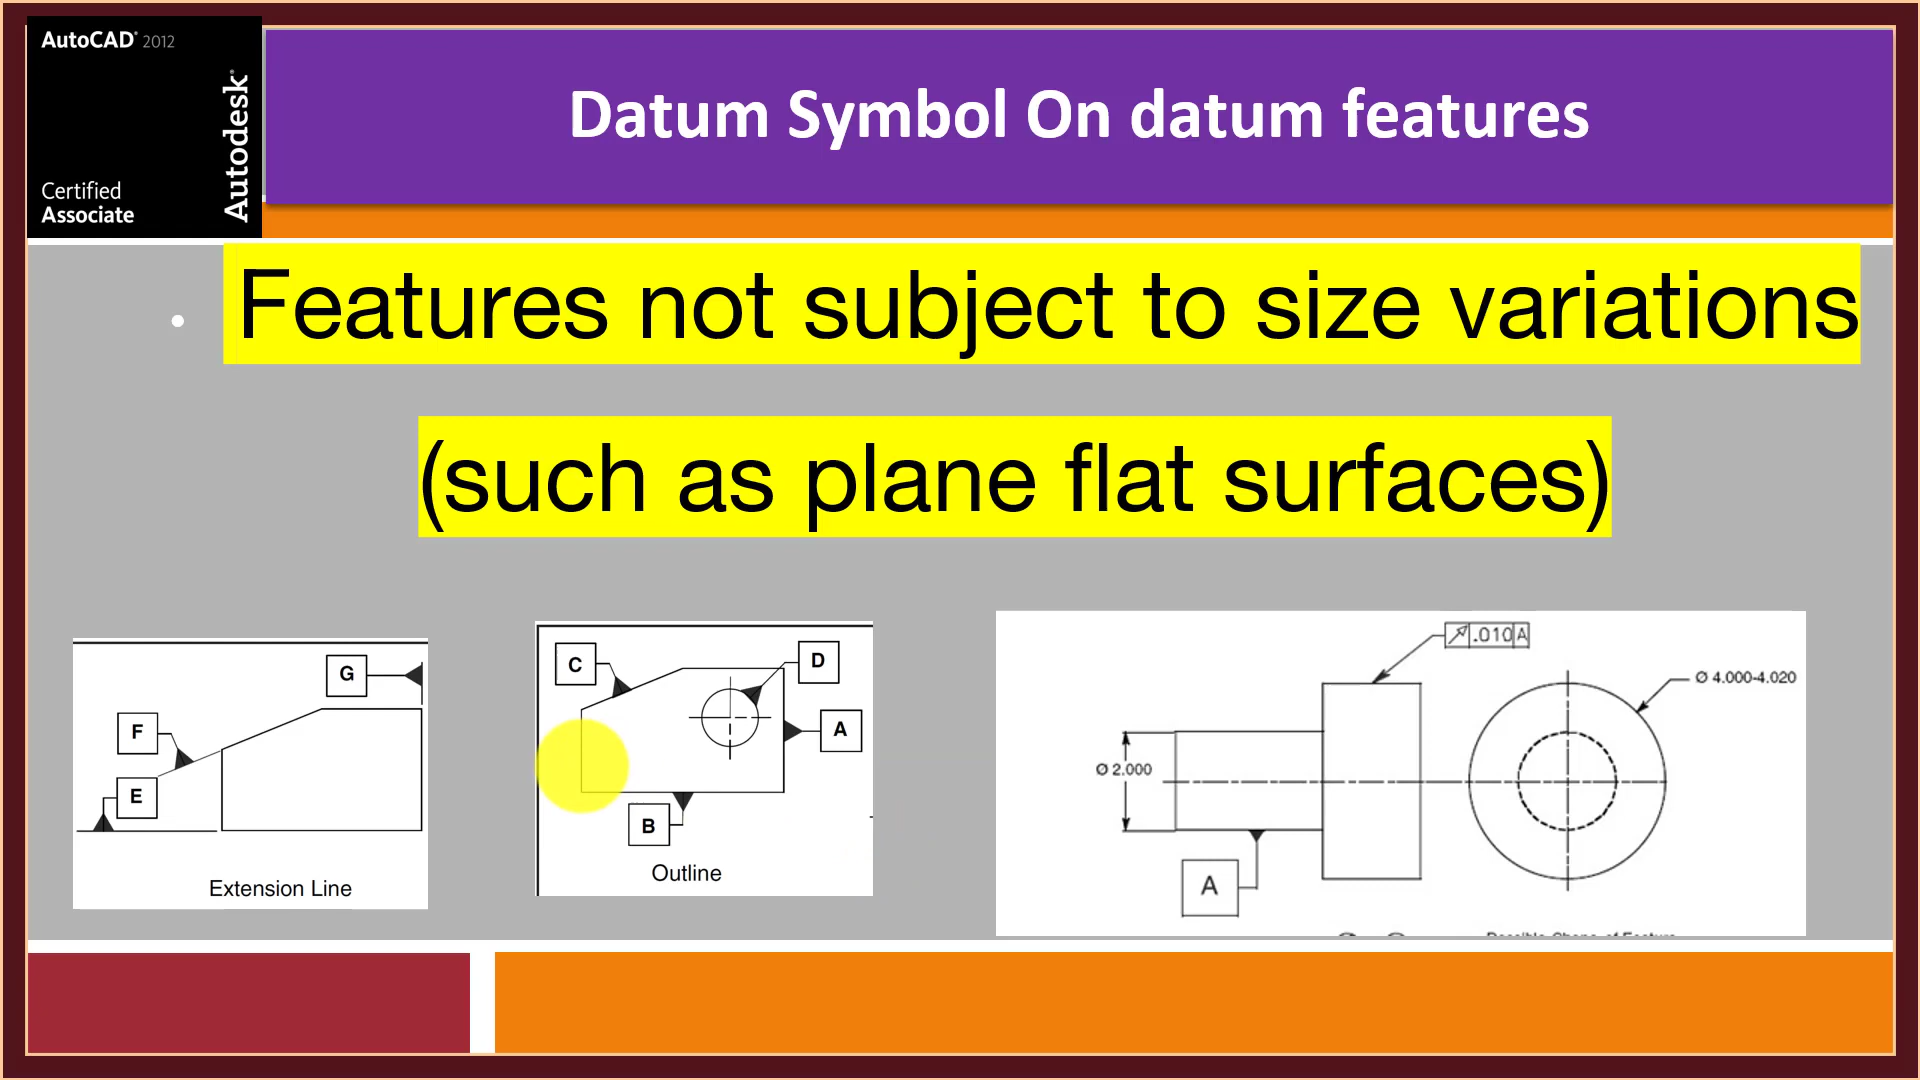 AutoCAD® 2012
Autodesk®
Certified
Associate
Datum Symbol On datum features
• Features not subject to size variations
(such as plane flat surfaces)
G
F
E
Extension Line
C
D
A
B
Outline
.010 A
Ø 4.000-4.020
Ø 2.000
A